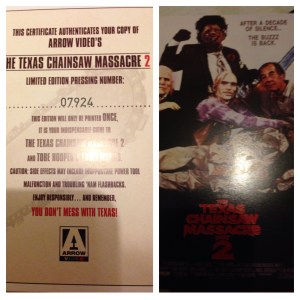 THIS CERTIFICATE AUTHENTICATES YOUR COPY OF
ARROW VIDEO'S
THE TEXAS CHAINSAW MASSACRE 2
LIMITED EDITION PRESSING NUMBER:
07924
THIS EDITION WILL ONLY BE PRINTED ONCE.
IT IS YOUR INDISPENSABLE GUIDE TO
THE TEXAS CHAINSAW MASSACRE 2
AND TOBE HOOPER'S
CAUTION: SIDE EFFECTS MAY INCLUDE POWER TOOL
MALFUNCTION AND TROUBLING 'NAM FLASHBACKS.
ENJOY RESPONSIBLY... AND REMEMBER,
YOU DON'T MESS WITH TEXAS!
ARROW
VIDEO
AFTER A DECADE
OF SILENCE...
THE BUZZZ
IS BACK.
TEXAS
CHAINSAW
MASSACRE
2